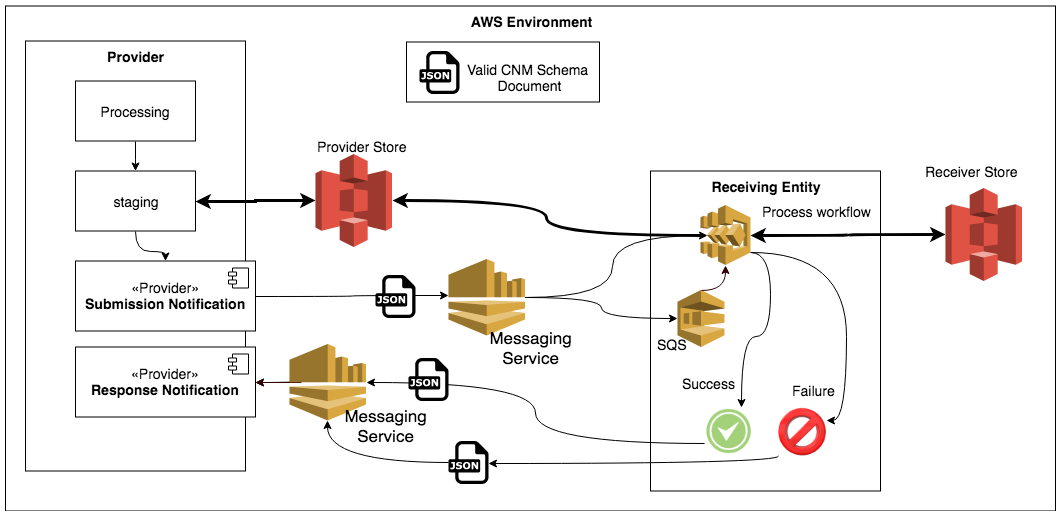 AWS Environment
Provider
JSON
Valid CNM Schema
Document
Processing
Provider Store
staging
Receiving Entity
Receiver Store
Process workflow
«Provider»
Submission Notification
JSON
Messaging
Service
SQS
«Provider»
Response Notification
JSON
Messaging
Service
Success
Failure
JSON